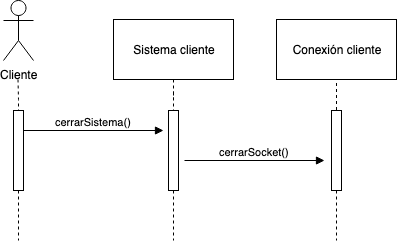 Cliente
Sistema cliente
Conexión cliente
cerrarSistema()
cerrarSocket()